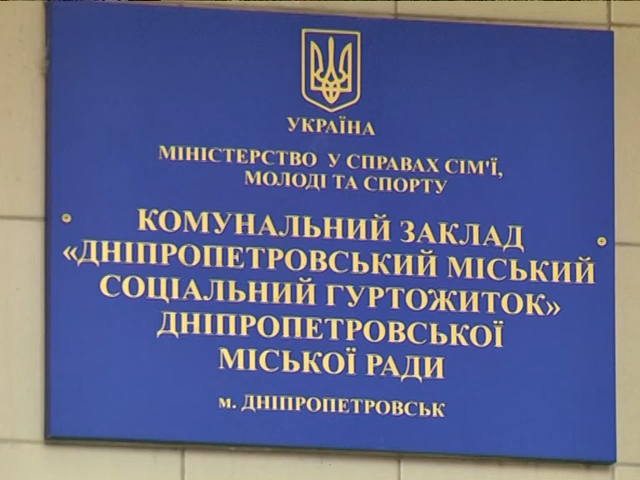 УКРАЇНА
МІНІСТЕРСТВО У СПРАВАХ СІМ'Ї,
МОЛОДІ ТА СПОРТУ
КОМУНАЛЬНИЙ ЗАКЛАД
«ДНІПРОПЕТРОВСЬКИЙ МІСЬКИЙ
СОЦІАЛЬНИЙ ГУРТОЖИТОК»
ДНІПРОПЕТРОВСЬКОЇ
МІСЬКОЇ РАДИ
м. ДНІПРОПЕТРОВСЬК